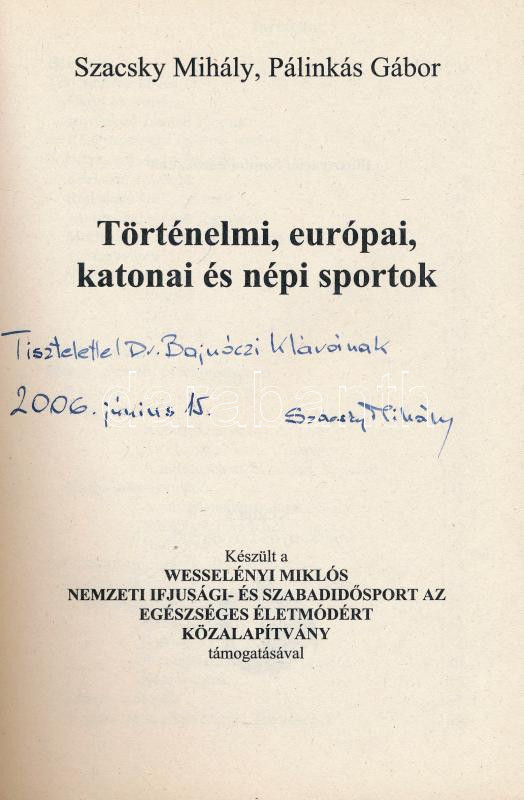 Szacsky Mihály, Pálinkás Gábor
Történelmi, európai,
katonai és népi sportok
Tisztelettel Dr. Bajnóczi Klárának
2006. június 15. Szacsky Mihály
Készült a
WESSELÉNYI MIKLÓS
NEMZETI IFJUSÁGI- ÉS SZABADIDŐSPORT AZ
EGÉSZSÉGES ÉLETMÓDÉRT
KÖZALAPÍTVÁNY
támogatásával